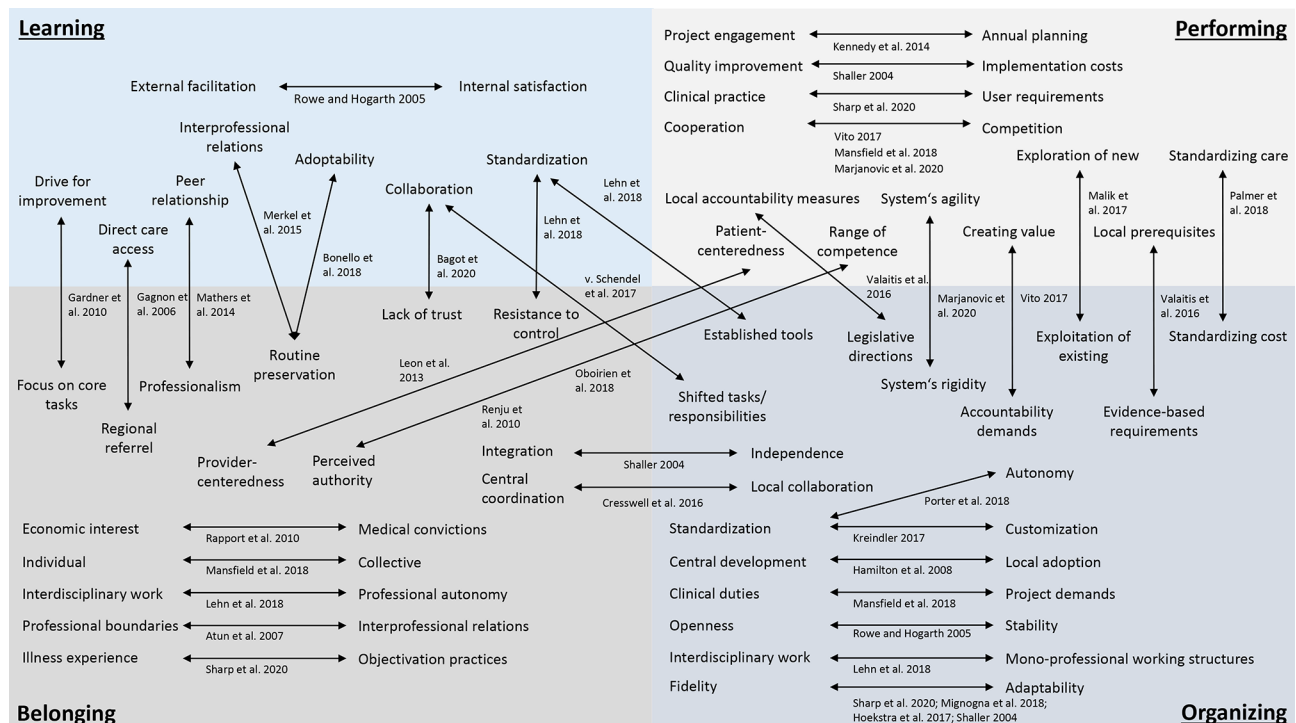 Learning
Performing
Project engagement
Annual planning
Kennedy et al. 2014
Quality improvement
Implementation costs
Shaller 2004
Clinical practice
User requirements
Sharp et al. 2020
Cooperation
Competition
Vito 2017
Mansfield et al. 2018
Marjanovic et al. 2020
External facilitation
Internal satisfaction
Rowe and Hogarth 2005
Interprofessional
relations
Adoptability
Standardization
Collaboration
Drive for
improvement
Peer
relationship
Direct care
access
Merkel et
al. 2015
Bonello et
al. 2018
Bagot et
al. 2020
Lehn et
al. 2018
Lehn et
al. 2018
Exploration of new
Standardizing care
Local accountability measures
System‘s agility
Malik et
al. 2017
Palmer et
al. 2018
Patient-
centeredness
Range of
competence
Creating value
Local prerequisites
v. Schendel
et al. 2017
Valaitis et al.
2016
Gardner et
al. 2010
Gagnon et
al. 2006
Mathers et
al. 2014
Marjanovic et
al. 2020
Vito 2017
Valaitis et
al. 2016
Lack of trust
Resistance to
control
Established tools
Legislative
directions
Exploitation of
existing
Standardizing cost
Routine
preservation
Leon et al.
2013
Oboirien et
al. 2018
System‘s rigidity
Focus on core
tasks
Professionalism
Shifted tasks/
responsibilities
Renju et
al. 2010
Accountability
demands
Evidence-based
requirements
Regional
referrel
Provider-
centeredness
Perceived
authority
Integration
Independence
Shaller 2004
Central
coordination
Local collaboration
Cresswell et al. 2016
Autonomy
Porter et al. 2018
Economic interest
Medical convictions
Rapport et al. 2010
Individual
Collective
Mansfield et al. 2018
Interdisciplinary work
Professional autonomy
Lehn et al. 2018
Professional boundaries
Interprofessional relations
Atun et al. 2007
Illness experience
Objectivation practices
Sharp et al. 2020
Standardization
Customization
Kreindler 2017
Central development
Local adoption
Hamilton et al. 2008
Clinical duties
Project demands
Mansfield et al. 2018
Openness
Stability
Rowe and Hogarth 2005
Interdisciplinary work
Mono-professional working structures
Lehn et al. 2018
Fidelity
Adaptability
Sharp et al. 2020; Mignogna et al. 2018;
Hoekstra et al. 2017; Shaller 2004
Belonging
Organizing